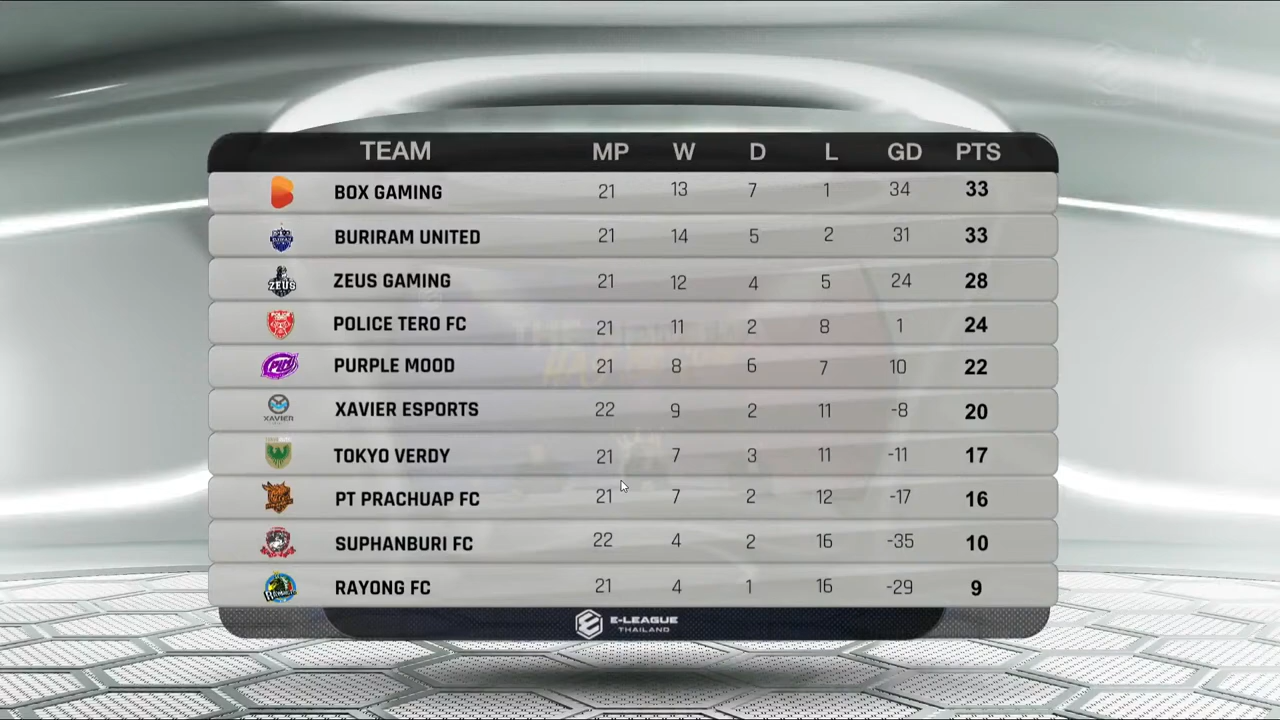 TEAM MP W D L GD PTS
BOX GAMING 21 13 7 1 34 33
BURIRAM UNITED 21 14 5 2 31 33
ZEUS GAMING 21 12 4 5 24 28
ZEUS
POLICE TERO FC 21 11 2 8 1 24
PURPLE MOOD 21 8 6 7 10 22
XAVIER ESPORTS 22 9 2 11 -8 20
XAVIER
TOKYO VERDY 21 7 3 11 -11 17
PT PRACHUAP FC 21 7 2 12 -17 16
SUPHANBURI FC 22 4 2 16 -35 10
RAYONG FC 21 4 1 16 -29 9
E-LEAGUE
THAILAND